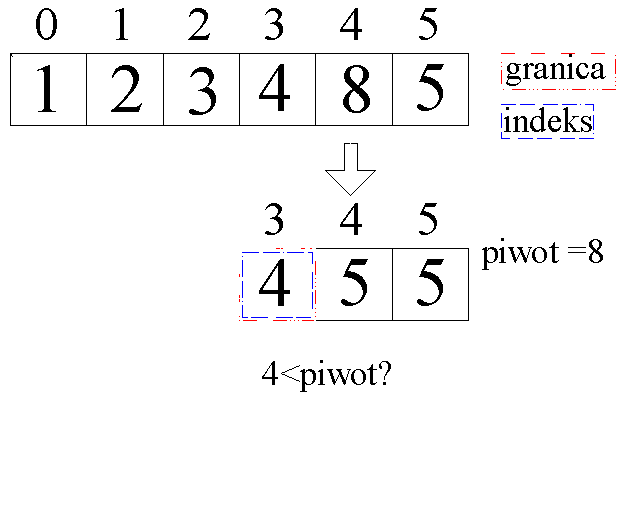 0 1 2 3 4 5
1 2 3 4 8 5
granica
indeks
3 4 5
4 5 5
piwot =8
4<piwot?